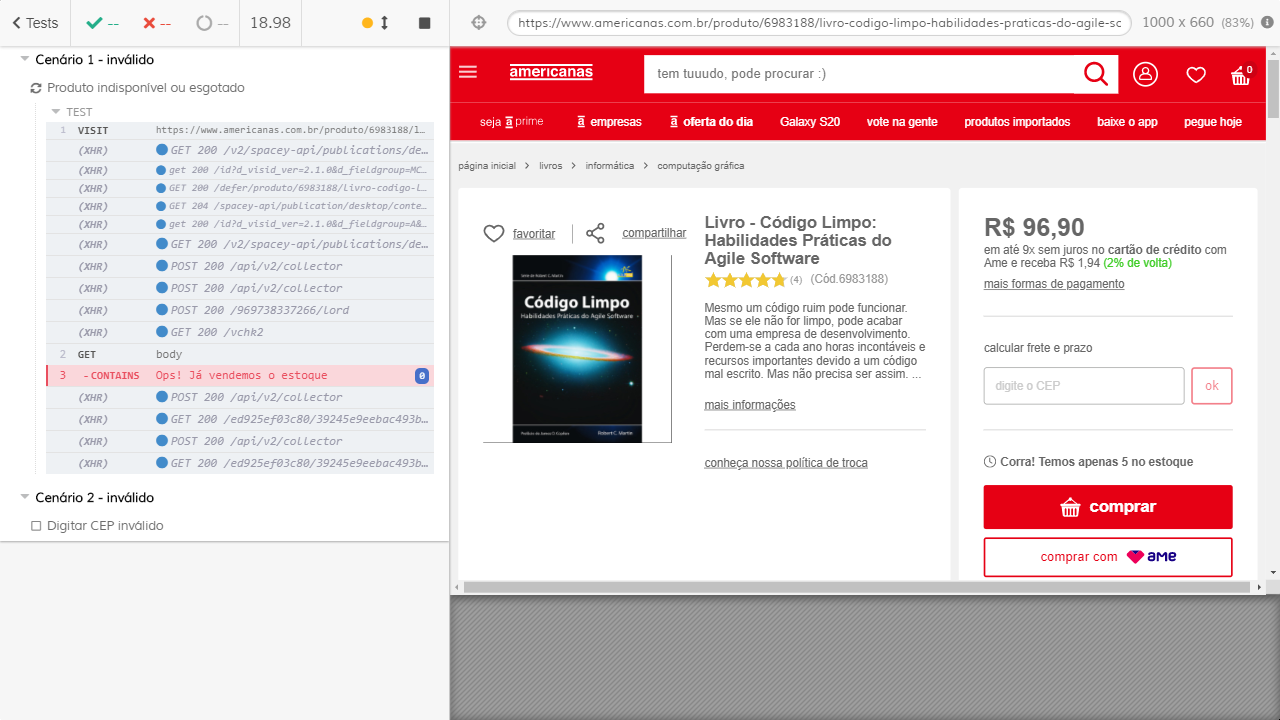 Tests
--
--
--
18.98
https://www.americanas.com.br/produto/6983188/livro-codigo-limpo-habilidades-praticas-do-agile-sc
1000 x 660 (83%)
Cenário 1 - inválido
Produto indisponível ou esgotado
TEST
1 VISIT https://www.americanas.com.br/produto/6983188/l...
(XHR) GET 200 /v2/spacey-api/publications/de...
(XHR) get 200 /id?d_visid_ver=2.1.0&d_fieldgroup=MC...
(XHR) GET 200 /defer/produto/6983188/livro-codigo-l...
(XHR) GET 204 /spacey-api/publication/desktop/conte...
(XHR) get 200 /id?d_visid_ver=2.1.0&d_fieldgroup=A&...
(XHR) GET 200 /v2/spacey-api/publications/de...
(XHR) POST 200 /api/v2/collector
(XHR) POST 200 /api/v2/collector
(XHR) POST 200 /969738337266/lord
(XHR) GET 200 /vchk2
2 GET body
3 -CONTAINS Ops! Já vendemos o estoque 0
(XHR) POST 200 /api/v2/collector
(XHR) GET 200 /ed925ef03c80/39245e9eebac493b...
(XHR) POST 200 /api/v2/collector
(XHR) GET 200 /ed925ef03c80/39245e9eebac493b...
Cenário 2 - inválido
Digitar CEP inválido
americanas
tem tuuudo, pode procurar :)
0
seja a prime
a empresas
a oferta do dia
Galaxy S20
vote na gente
produtos importados
baixe o app
pegue hoje
página inicial > livros > informática > computação gráfica
favoritar
compartilhar
Série de Robert C. Martin
Código Limpo
Habilidades Práticas do Agile Software
Robert C. Martin
Livro - Código Limpo:
Habilidades Práticas do
Agile Software
(4) (Cód.6983188)
Mesmo um código ruim pode funcionar.
Mas se ele não for limpo, pode acabar
com uma empresa de desenvolvimento.
Perdem-se a cada ano horas incontáveis e
recursos importantes devido a um código
mal escrito. Mas não precisa ser assim. ...
mais informações
conheça nossa política de troca
R$ 96,90
em até 9x sem juros no cartão de crédito com
Ame e receba R$ 1,94 (2% de volta)
mais formas de pagamento
calcular frete e prazo
digite o CEP
ok
Corra! Temos apenas 5 no estoque
comprar
comprar com ame